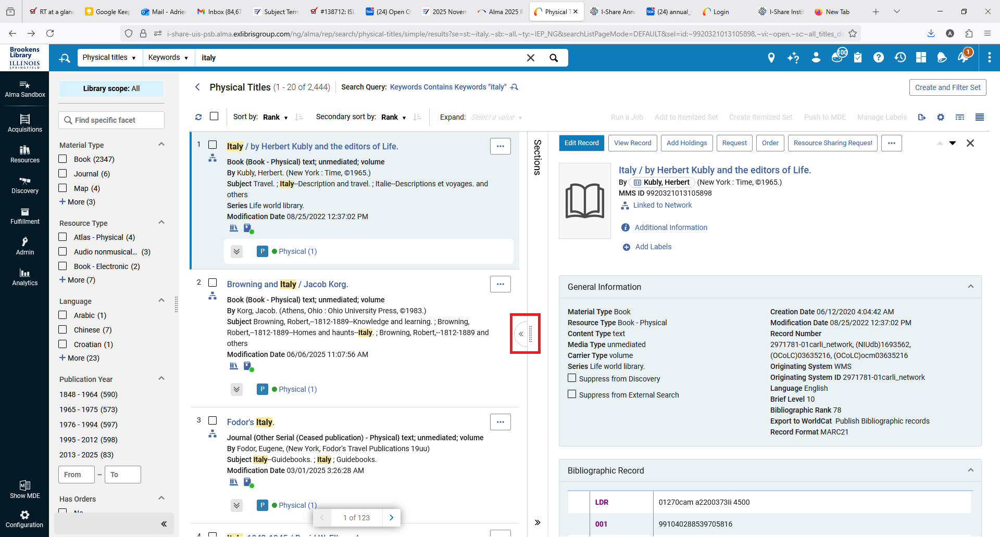 RT at a glanc
Google Keep
Mail - Adrien
Inbox (84,67
Subject Term
#138712: ISL
(24) Open O
2025 Novem
Alma 2025 R
Physical T
I-Share Annu
(24) annual_
Login
I-Share Insti
New Tab
i-share-uis-psb.alma.exlibrisgroup.com/ng/alma/rep/search/physical-titles/simple/results?se=st:~italy,~sb:~all,~ty:~IEP_NG&searchListPageMode=DEFAULT&sel=id:~9920321013105898,~vi:~open,~sc:~all_titles_de
Brookens
Library
ILLINOIS
SPRINGFIELD
Physical titles
Keywords
italy
100
1
Alma Sandbox
Acquisitions
Resources
Discovery
Fulfillment
Admin
Analytics
Show MDE
Configuration
Library scope: All
Find specific facet
Material Type
Book (2347)
Journal (6)
Map (4)
+ More (3)
Resource Type
Atlas - Physical (4)
Audio nonmusical... (3)
Book - Electronic (2)
+ More (7)
Language
Arabic (1)
Chinese (7)
Croatian (1)
+ More (23)
Publication Year
1848 - 1964 (590)
1965 - 1975 (573)
1976 - 1994 (597)
1995 - 2012 (598)
2013 - 2025 (83)
From – To
Has Orders
No
Physical Titles (1 - 20 of 2,444)
Search Query: Keywords Contains Keywords "italy"
Create and Filter Set
Sort by: Rank
Secondary sort by: Rank
Expand: Select a value
Run a Job
Add to Itemized Set
Create Itemized Set
Push to MDE
Manage Labels
1
Italy / by Herbert Kubly and the editors of Life.
Book {Book - Physical} text; unmediated; volume
By Kubly, Herbert. (New York : Time, ©1965.)
Subject Travel. ; Italy--Description and travel. ; Italie--Descriptions et voyages. and
others
Series Life world library.
Modification Date 08/25/2022 12:37:02 PM
P Physical (1)
2
Browning and Italy / Jacob Korg.
Book {Book - Physical} text; unmediated; volume
By Korg, Jacob. (Athens, Ohio : Ohio University Press, ©1983.)
Subject Browning, Robert,--1812-1889--Knowledge and learning. ; Browning,
Robert,--1812-1889--Homes and haunts--Italy. ; Browning, Robert,--1812-1889 and
others
Modification Date 06/06/2025 11:07:56 AM
P Physical (1)
3
Fodor's Italy.
Journal {Other Serial (Ceased publication) - Physical} text; unmediated; volume
By Fodor, Eugene, (New York, Fodor's Travel Publications 19uu)
Subject Italy--Guidebooks. ; Italy ; Guidebooks.
Modification Date 03/01/2025 3:26:28 AM
P Physical (1)
1 of 123
4
Sections
Edit Record
View Record
Add Holdings
Request
Order
Resource Sharing Request
Italy / by Herbert Kubly and the editors of Life.
By Kubly, Herbert (New York : Time, ©1965.)
MMS ID 9920321013105898
Linked to Network
Additional Information
Add Labels
General Information
Material Type Book
Resource Type Book - Physical
Content Type text
Media Type unmediated
Carrier Type volume
Series Life world library.
Suppress from Discovery
Suppress from External Search
Creation Date 06/12/2020 4:04:42 AM
Modification Date 08/25/2022 12:37:02 PM
Record Number
2971781-01carli_network, (NIUdb)1693562,
(OCoLC)03635216, (OCoLC)ocm03635216
Originating System WMS
Originating System ID 2971781-01carli_network
Language English
Brief Level 10
Bibliographic Rank 78
Export to WorldCat Publish Bibliographic records
Record Format MARC21
Bibliographic Record
LDR 01270cam a2200373Ii 4500
001 991040288539705816